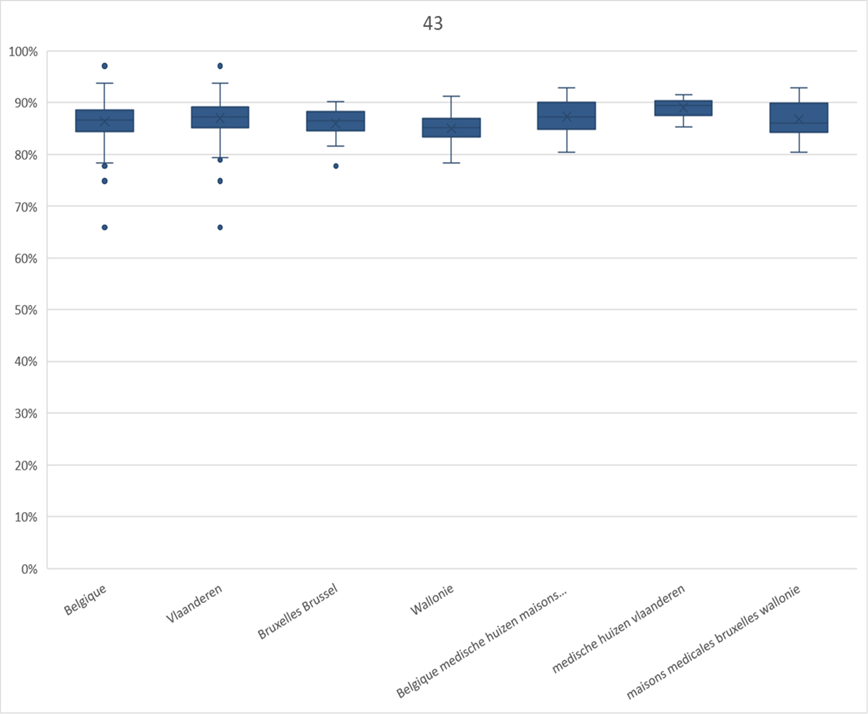 43
100%
90%
80%
70%
60%
50%
40%
30%
20%
10%
0%
Belgique
Vlaanderen
Bruxelles Brussel
Wallonie
Belgique medische huizen maisons...
medische huizen vlaanderen
maisons medicales bruxelles wallonie